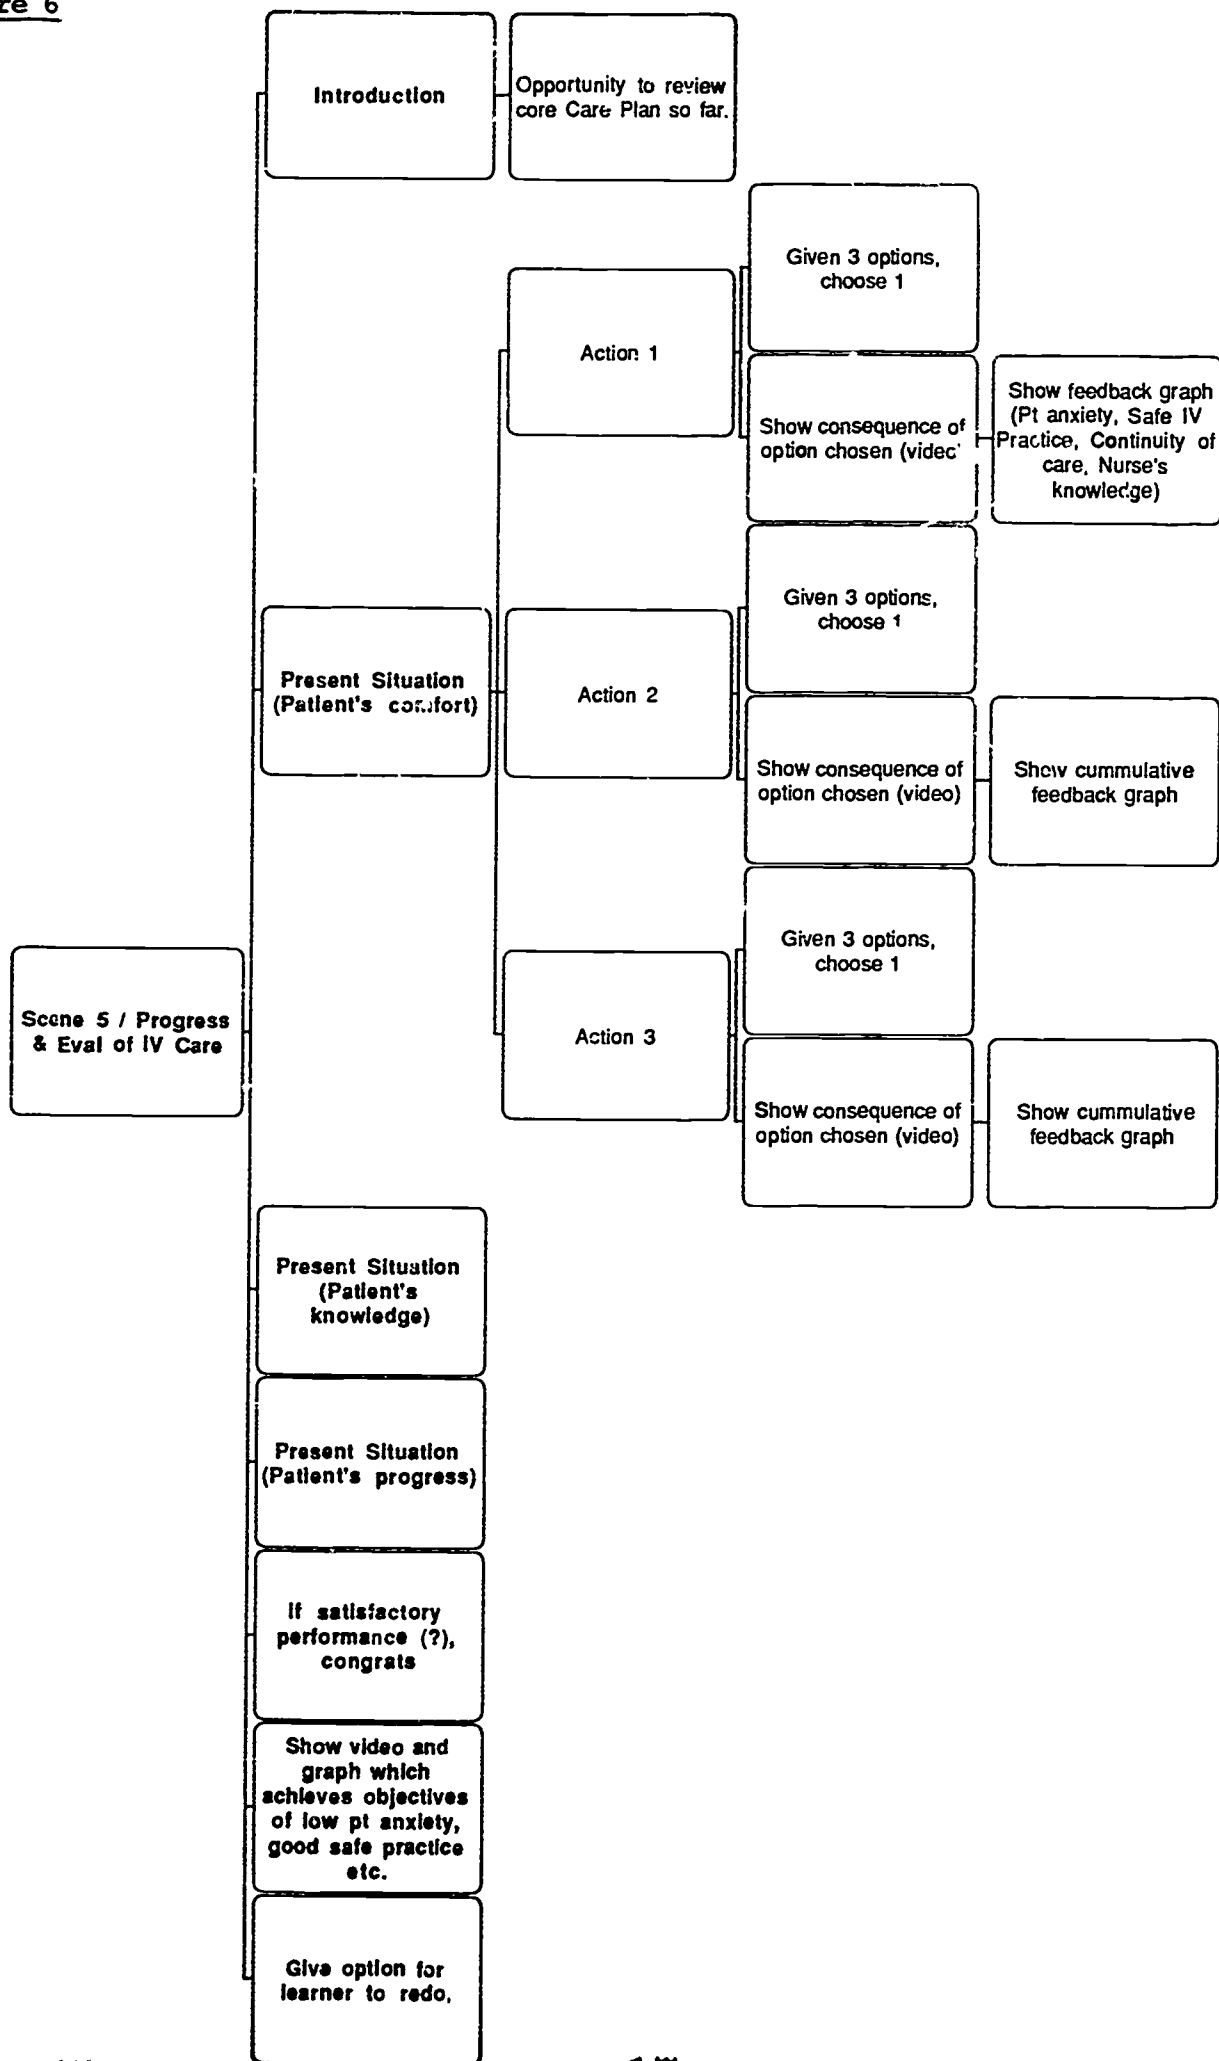 re 6
Introduction
Opportunity to review
core Care Plan so far.
Given 3 options,
choose 1
Action 1
Show consequence of
option chosen (video
Show feedback graph
(Pt anxiety, Safe IV
Practice, Continuity of
care, Nurse's
knowledge)
Given 3 options,
choose 1
Present Situation
(Patient's comfort)
Action 2
Show consequence of
option chosen (video)
Show cummulative
feedback graph
Given 3 options,
choose 1
Scene 5 / Progress
& Eval of IV Care
Action 3
Show consequence of
option chosen (video)
Show cummulative
feedback graph
Present Situation
(Patient's
knowledge)
Present Situation
(Patient's progress)
If satisfactory
performance (?),
congrats
Show video and
graph which
achieves objectives
of low pt anxiety,
good safe practice
etc.
Give option for
learner to redo.